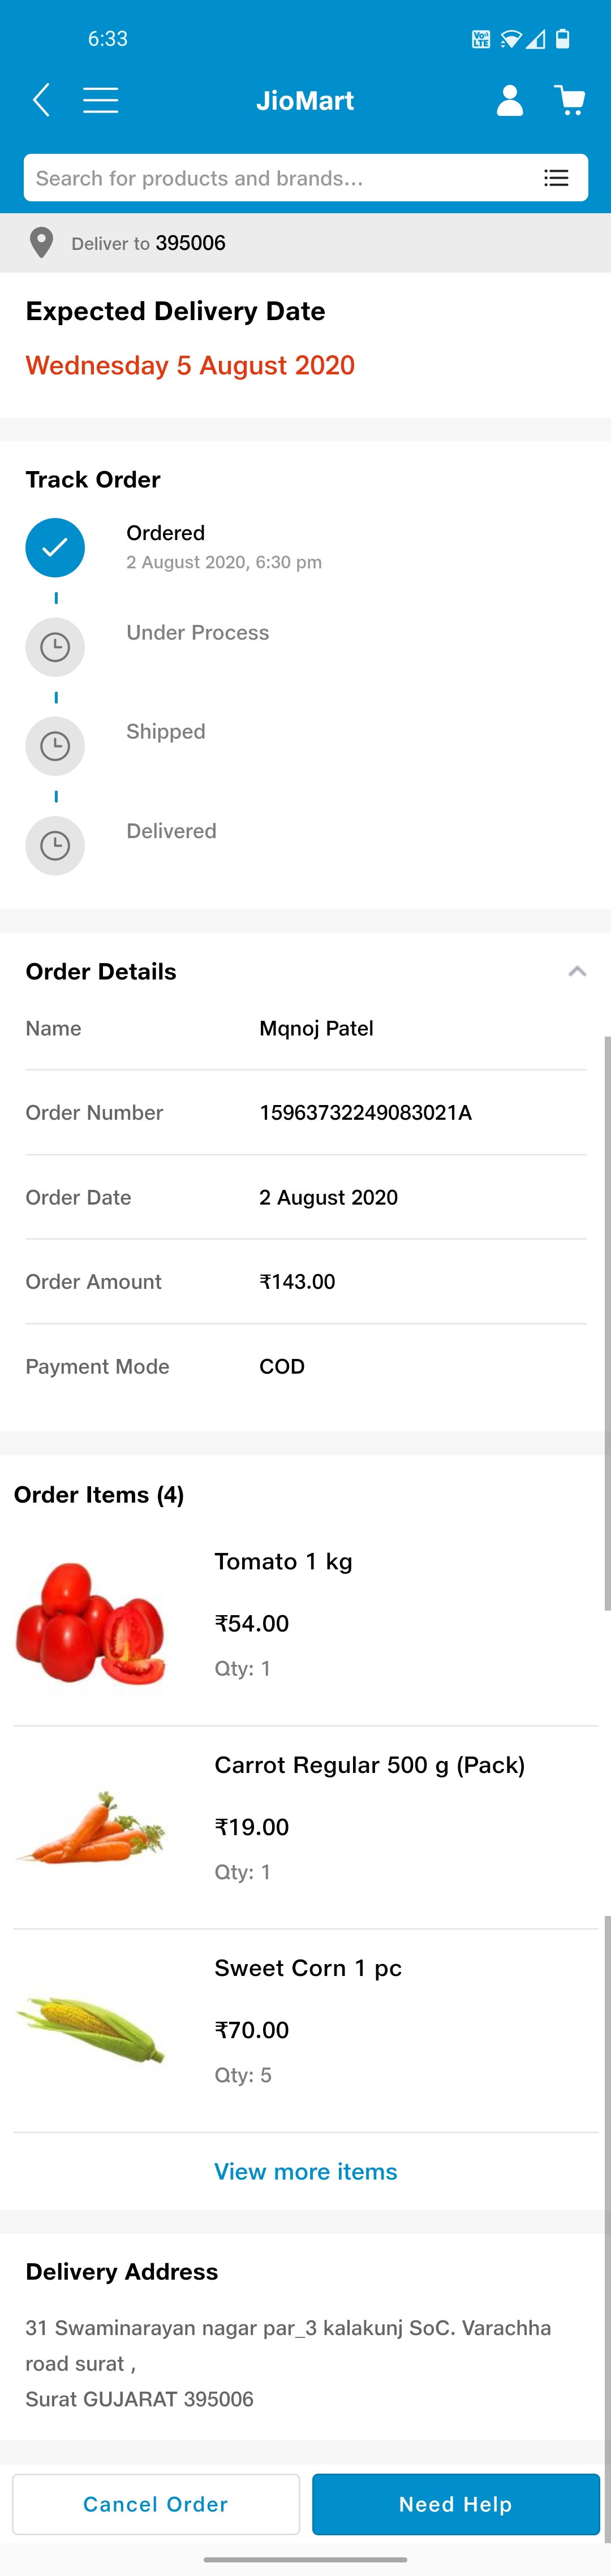 6:33
Vo) LTE
JioMart
Search for products and brands...
Deliver to 395006
Expected Delivery Date
Wednesday 5 August 2020
Track Order
Ordered
2 August 2020, 6:30 pm
Under Process
Shipped
Delivered
Order Details
Name Mqnoj Patel
Order Number 15963732249083021A
Order Date 2 August 2020
Order Amount ₹143.00
Payment Mode COD
Order Items (4)
Tomato 1 kg
₹54.00
Qty: 1
Carrot Regular 500 g (Pack)
₹19.00
Qty: 1
Sweet Corn 1 pc
₹70.00
Qty: 5
View more items
Delivery Address
31 Swaminarayan nagar par_3 kalakunj SoC. Varachha
road surat ,
Surat GUJARAT 395006
Cancel Order Need Help